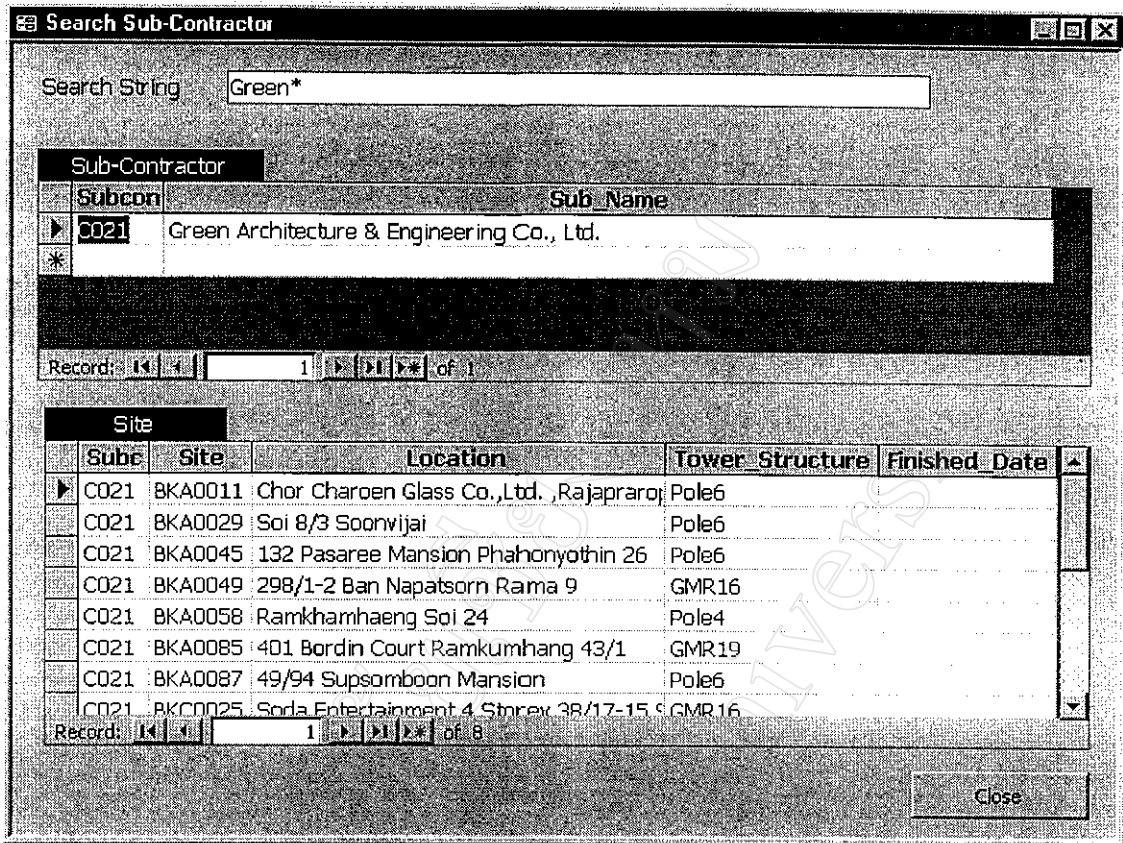 Search Sub-Contractor
Search String Green*
Sub-Contractor
Subcon Sub_Name
C021 Green Architecture & Engineering Co., Ltd.
Record: 1 of 1
Site
Subc Site Location Tower_Structure Finished_Date
C021 BKA0011 Chor Charoen Glass Co.,Ltd. ,Rajapraro Pole6
C021 BKA0029 Soi 8/3 Soonvijai Pole6
C021 BKA0045 132 Pasaree Mansion Phahonyothin 26 Pole6
C021 BKA0049 298/1-2 Ban Napatsorn Rama 9 GMR16
C021 BKA0058 Ramkhamhaeng Soi 24 Pole4
C021 BKA0085 401 Bordin Court Ramkumhang 43/1 GMR19
C021 BKA0087 49/94 Supsomboon Mansion Pole6
C021 BKC0025 Soda Entertainment 4 Storey 38/17-15 S GMR16
Record: 1 of 8
Close